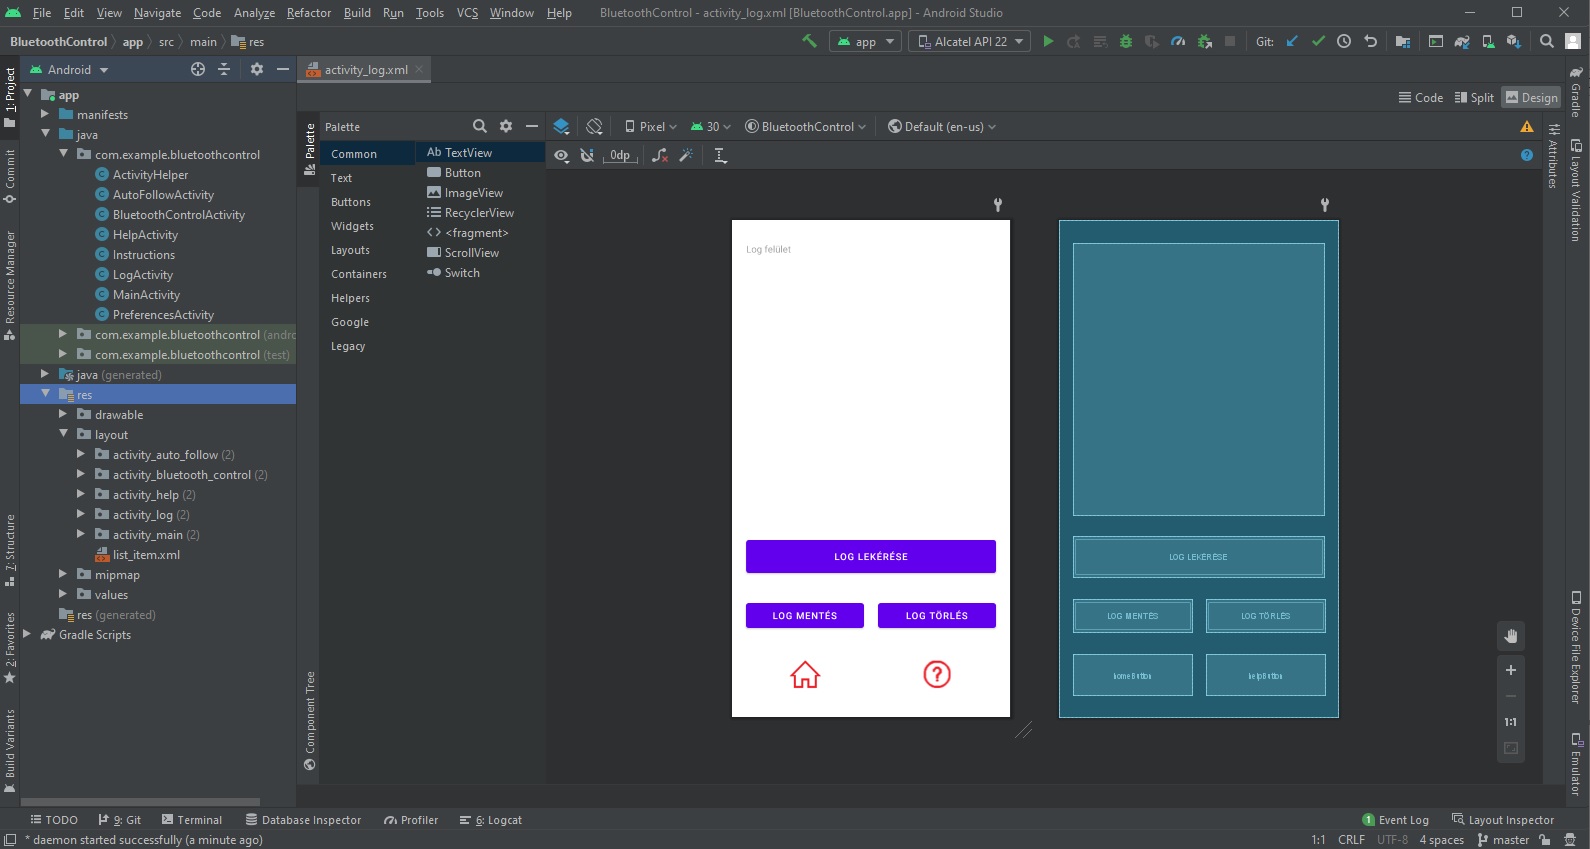 File Edit View Navigate Code Analyze Refactor Build Run Tools VCS Window Help BluetoothControl - activity_log.xml [BluetoothControl.app] - Android Studio
BluetoothControl app src main res
app Alcatel API 22 Git:
1: Project
Commit
Resource Manager
7: Structure
2: Favorites
Build Variants
Android
app
manifests
java
com.example.bluetoothcontrol
ActivityHelper
AutoFollowActivity
BluetoothControlActivity
HelpActivity
Instructions
LogActivity
MainActivity
PreferencesActivity
com.example.bluetoothcontrol (andro
com.example.bluetoothcontrol (test)
java (generated)
res
drawable
layout
activity_auto_follow (2)
activity_bluetooth_control (2)
activity_help (2)
activity_log (2)
activity_main (2)
list_item.xml
mipmap
values
res (generated)
Gradle Scripts
activity_log.xml
Code Split Design
Palette
Component Tree
Palette
Common
Text
Buttons
Widgets
Layouts
Containers
Helpers
Google
Legacy
Ab TextView
Button
ImageView
RecyclerView
<> <fragment>
ScrollView
Switch
Pixel 30 BluetoothControl Default (en-us)
0dp
Log felület
LOG LEKÉRÉSE
LOG MENTÉS LOG TÖRLÉS
?
LOG LEKÉRÉSE
LOG MENTÉS LOG TÖRLÉS
homeButton helpButton
1:1
Attributes
Gradle
Layout Validation
Device File Explorer
Emulator
TODO 9: Git Terminal Database Inspector Profiler 6: Logcat 1 Event Log Layout Inspector
* daemon started successfully (a minute ago) 1:1 CRLF UTF-8 4 spaces master